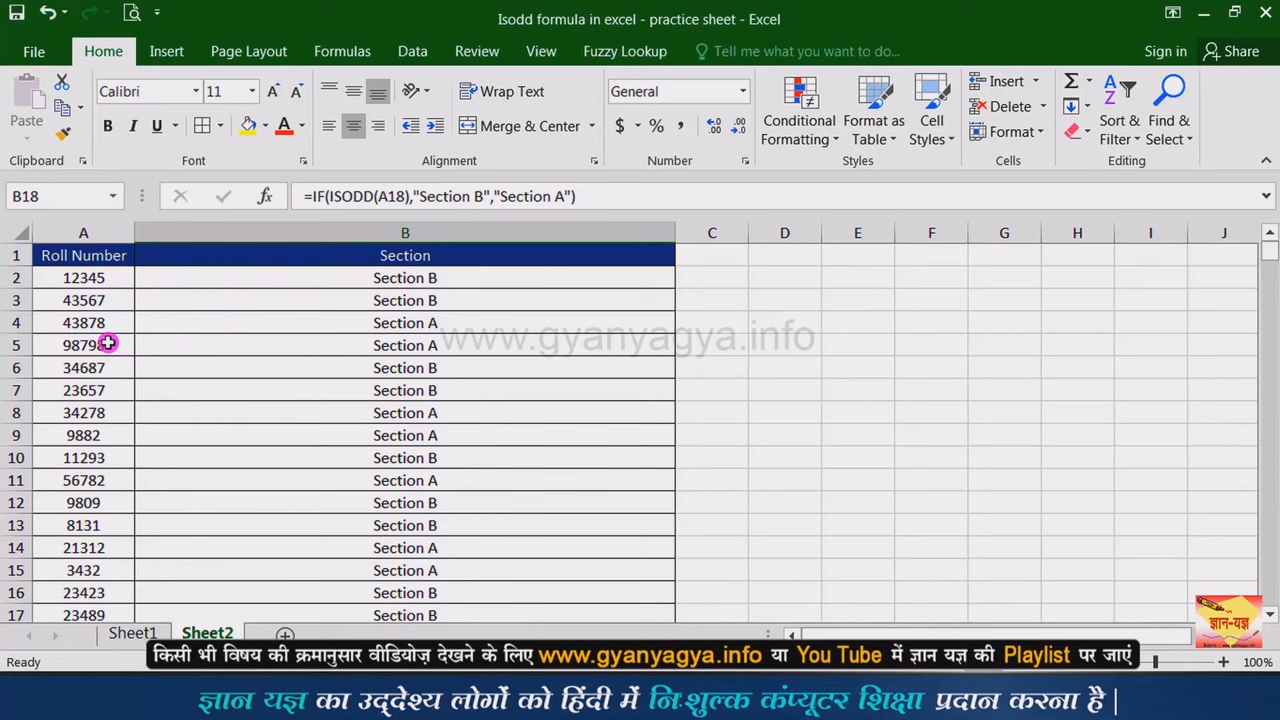 Isodd formula in excel - practice sheet - Excel
File Home Insert Page Layout Formulas Data Review View Fuzzy Lookup Tell me what you want to do... Sign in Share
Paste
Clipboard
Calibri 11
B I U A
Font
Wrap Text
Merge & Center
Alignment
General
$ % ,
Number
Conditional Formatting
Format as Table
Cell Styles
Styles
Insert
Delete
Format
Cells
Sort & Filter
Find & Select
Editing
B18 fx =IF(ISODD(A18),"Section B","Section A")
A B C D E F G H I J
1 Roll Number Section
2 12345 Section B
3 43567 Section B
4 43878 Section A
5 Section A
6 34687 Section B
7 23657 Section B
8 34278 Section A
9 9882 Section A
10 11293 Section B
11 56782 Section A
12 9809 Section B
13 8131 Section B
14 21312 Section A
15 3432 Section A
16 23423 Section B
17 23489 Section B
www.gyanyagya.info
ज्ञान-यज्ञ
Sheet1 Sheet2
Ready
100%
किसी भी विषय की क्रमानुसार वीडियोज़ देखने के लिए www.gyanyagya.info या You Tube में ज्ञान यज्ञ की Playlist पर जाएं
ज्ञान यज्ञ का उद्देश्य लोगों को हिंदी में निःशुल्क कंप्यूटर शिक्षा प्रदान करना है |